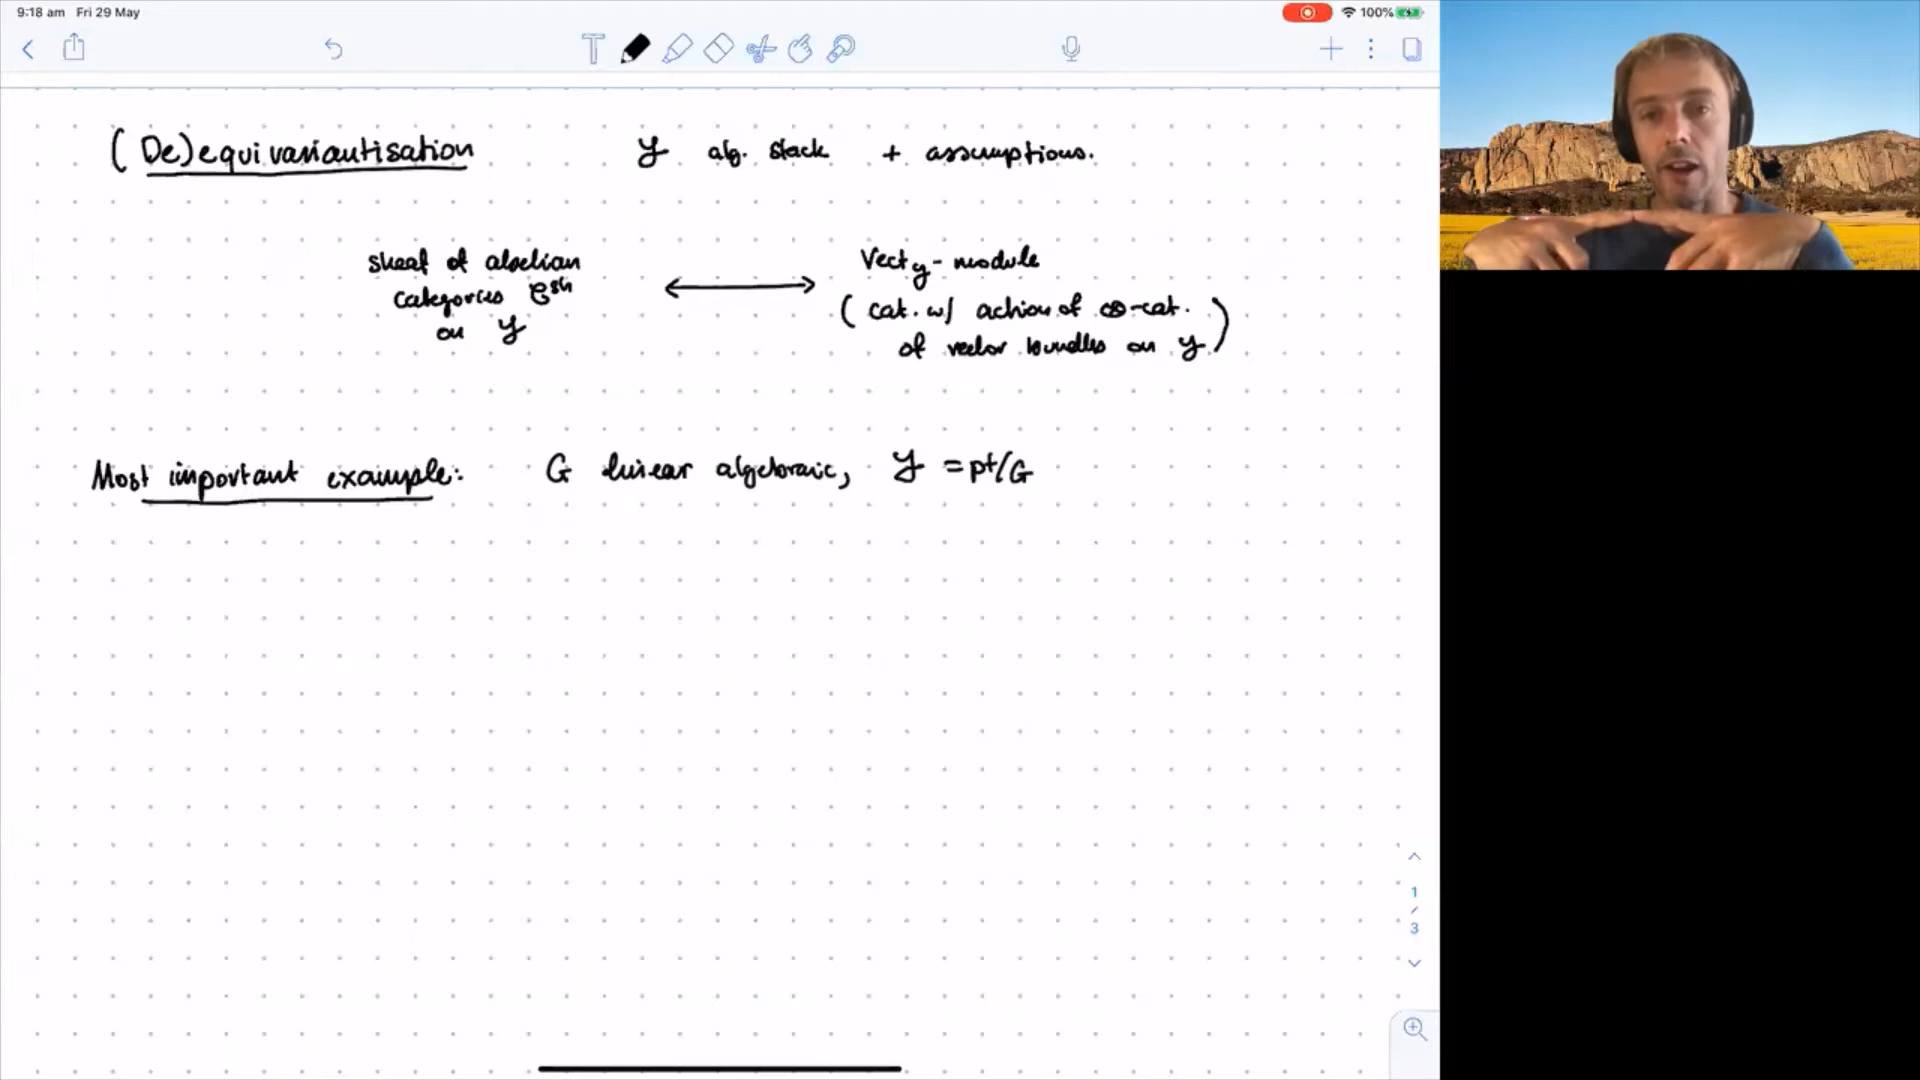 9:18 am Fri 29 May
100%
(De)equivariantisation 𝒴 alg. stack + assumptions.
sheaf of abelian
categories 𝒞^sh
on 𝒴
⟷
Vect_𝒴-module
(cat. w/ action of ⊗-cat.
of vector bundles on 𝒴)
Most important example: G linear algebraic, 𝒴 = pt/G
1
/
3